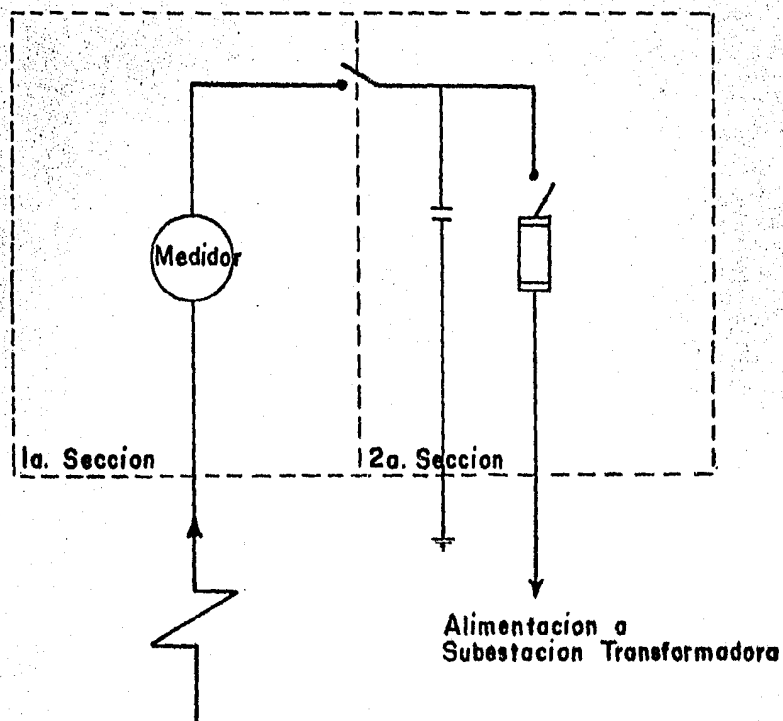 Medidor
1a. Seccion
2a. Seccion
Alimentacion a
Subestacion Transformadora